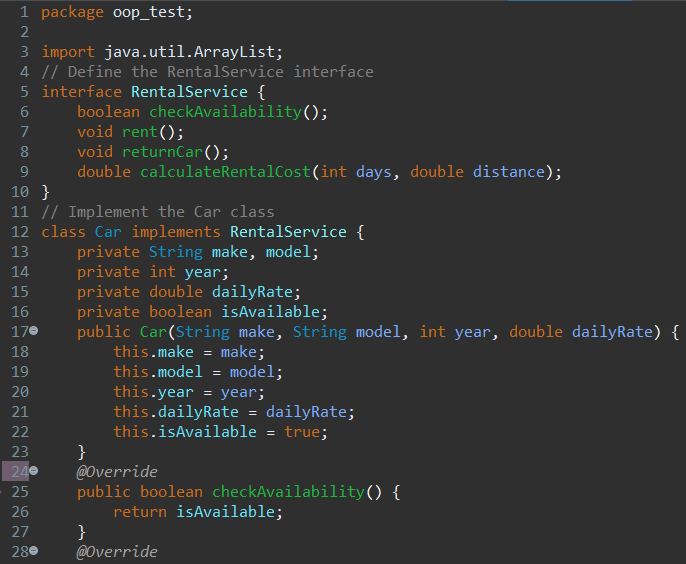 1 package oop_test;
2
3 import java.util.ArrayList;
4 // Define the RentalService interface
5 interface RentalService {
6     boolean checkAvailability();
7     void rent();
8     void returnCar();
9     double calculateRentalCost(int days, double distance);
10 }
11 // Implement the Car class
12 class Car implements RentalService {
13     private String make, model;
14     private int year;
15     private double dailyRate;
16     private boolean isAvailable;
17     public Car(String make, String model, int year, double dailyRate) {
18         this.make = make;
19         this.model = model;
20         this.year = year;
21         this.dailyRate = dailyRate;
22         this.isAvailable = true;
23     }
24     @Override
25     public boolean checkAvailability() {
26         return isAvailable;
27     }
28     @Override